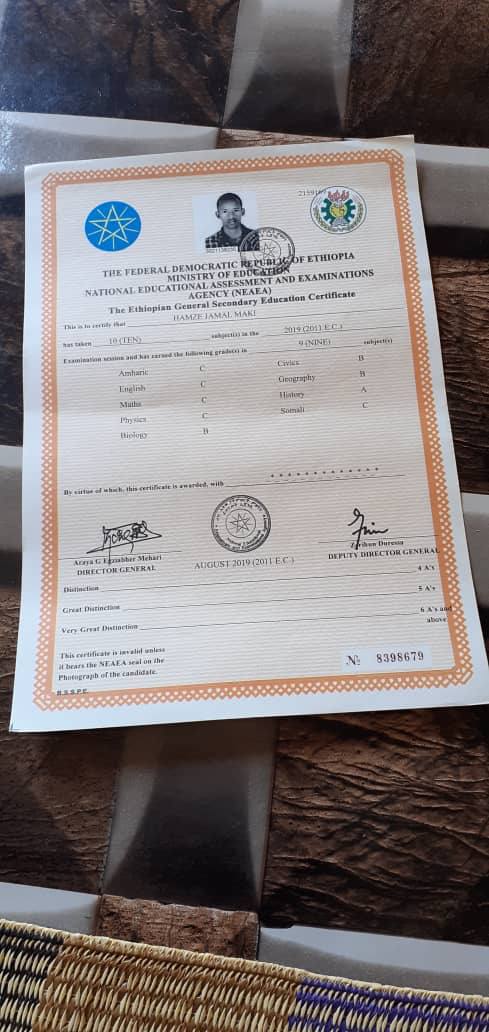 2159167
THE FEDERAL DEMOCRATIC REPUBLIC OF ETHIOPIA
MINISTRY OF EDUCATION
NATIONAL EDUCATIONAL ASSESSMENT AND EXAMINATIONS
AGENCY (NEAEA)
The Ethiopian General Secondary Education Certificate
This is to certify that HAMZE JAMAL MAKI
has taken 10 (TEN) subject(s) in the 2019 (2011 E.C.)
Examination session and has earned the following grade(s) in 9 (NINE) subject(s)
Amharic C Civics B
English C Geography B
Maths C History A
Physics C Somali C
Biology B
By virtue of which, this certificate is awarded, with * * * * * * * * * * * * *
Araya G Egziabher Mehari
DIRECTOR GENERAL
AUGUST 2019 (2011 E.C.)
Zerihun Duressa
DEPUTY DIRECTOR GENERAL
Distinction 4 A's
Great Distinction 5 A's
Very Great Distinction 6 A's and above
This certificate is invalid unless
it bears the NEAEA seal on the
Photograph of the candidate.
Nº 8398679
B.S.S.P.E.